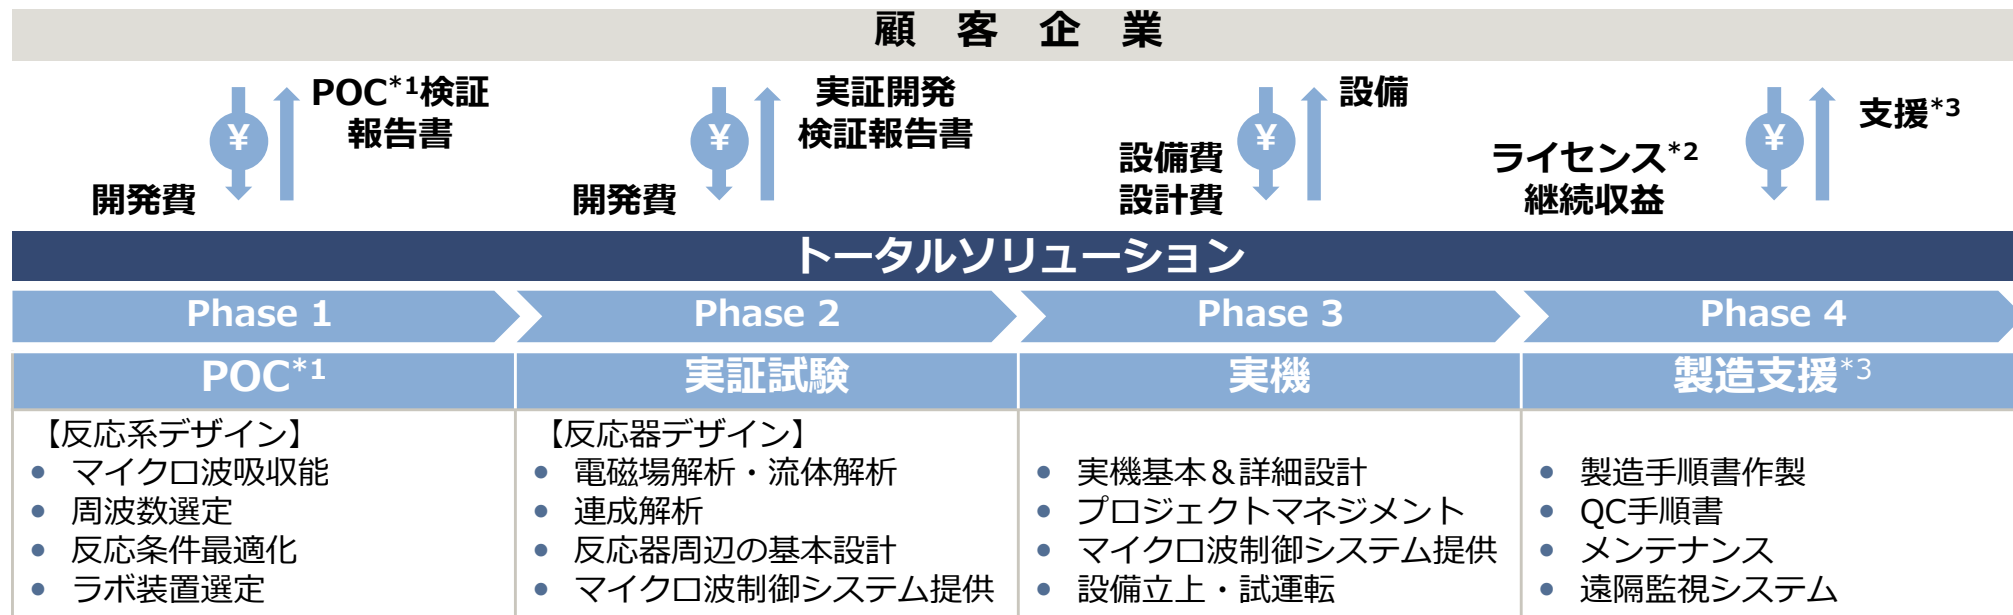 顧 客 企 業
POC*1検証
報告書
¥
開発費
実証開発
検証報告書
¥
開発費
設備
¥
設備費
設計費
支援*3
¥
ライセンス*2
継続収益
トータルソリューション
Phase 1
Phase 2
Phase 3
Phase 4
POC*1
実証試験
実機
製造支援*3
【反応系デザイン】
• マイクロ波吸収能
• 周波数選定
• 反応条件最適化
• ラボ装置選定
【反応器デザイン】
• 電磁場解析・流体解析
• 連成解析
• 反応器周辺の基本設計
• マイクロ波制御システム提供
• 実機基本＆詳細設計
• プロジェクトマネジメント
• マイクロ波制御システム提供
• 設備立上・試運転
• 製造手順書作製
• QC手順書
• メンテナンス
• 遠隔監視システム